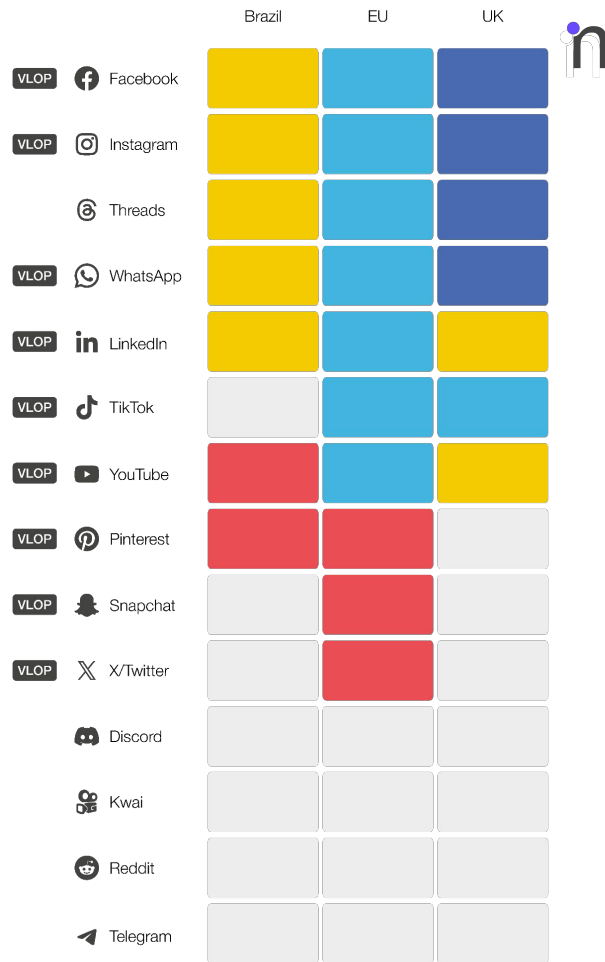 Brazil EU UK
VLOP Facebook
VLOP Instagram
Threads
VLOP WhatsApp
VLOP LinkedIn
VLOP TikTok
VLOP YouTube
VLOP Pinterest
VLOP Snapchat
VLOP X/Twitter
Discord
Kwai
Reddit
Telegram